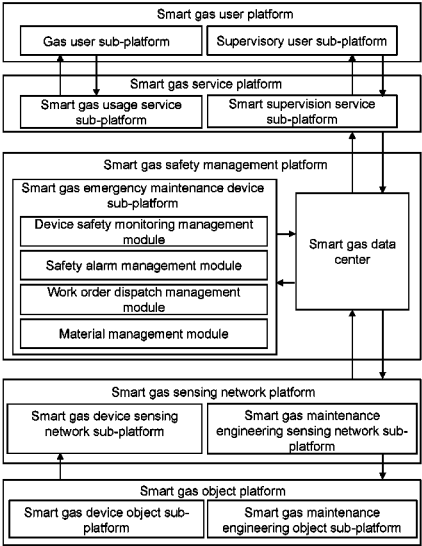 Smart gas user platform
Gas user sub-platform
Supervisory user sub-platform
Smart gas service platform
Smart gas usage service
sub-platform
Smart supervision service
sub-platform
Smart gas safety management platform
Smart gas emergency maintenance device
sub-platform
Device safety monitoring management
module
Safety alarm management module
Work order dispatch management
module
Material management module
Smart gas data
center
Smart gas sensing network platform
Smart gas device sensing
network sub-platform
Smart gas maintenance
engineering sensing network sub-
platform
Smart gas object platform
Smart gas device object sub-
platform
Smart gas maintenance
engineering object sub-platform